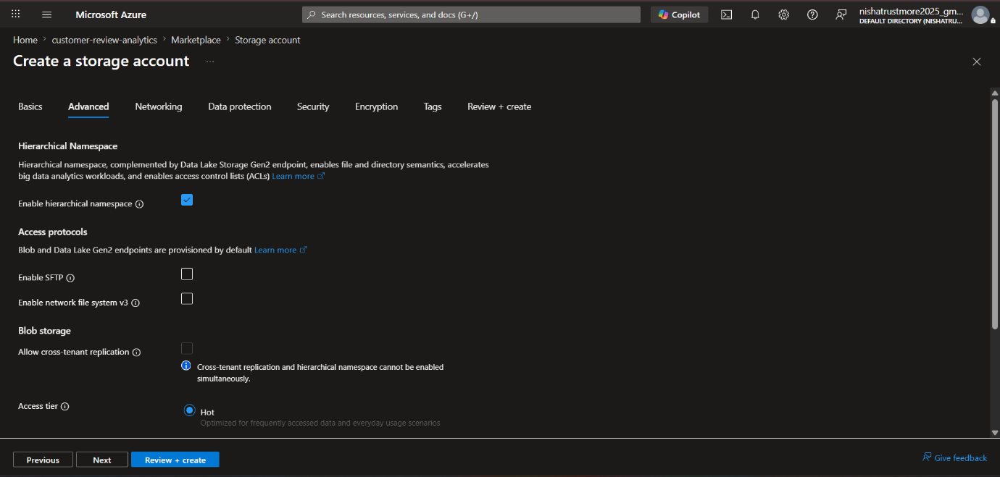 Microsoft Azure
Search resources, services, and docs (G+/)
Copilot
nishatrustmore2025_gm...
DEFAULT DIRECTORY (NISHATRU...
Home > customer-review-analytics > Marketplace > Storage account
Create a storage account ...
Basics Advanced Networking Data protection Security Encryption Tags Review + create
Hierarchical Namespace
Hierarchical namespace, complemented by Data Lake Storage Gen2 endpoint, enables file and directory semantics, accelerates
big data analytics workloads, and enables access control lists (ACLs) Learn more
Enable hierarchical namespace
Access protocols
Blob and Data Lake Gen2 endpoints are provisioned by default Learn more
Enable SFTP
Enable network file system v3
Blob storage
Allow cross-tenant replication
Cross-tenant replication and hierarchical namespace cannot be enabled
simultaneously.
Access tier
Hot
Optimized for frequently accessed data and everyday usage scenarios
Previous Next Review + create
Give feedback